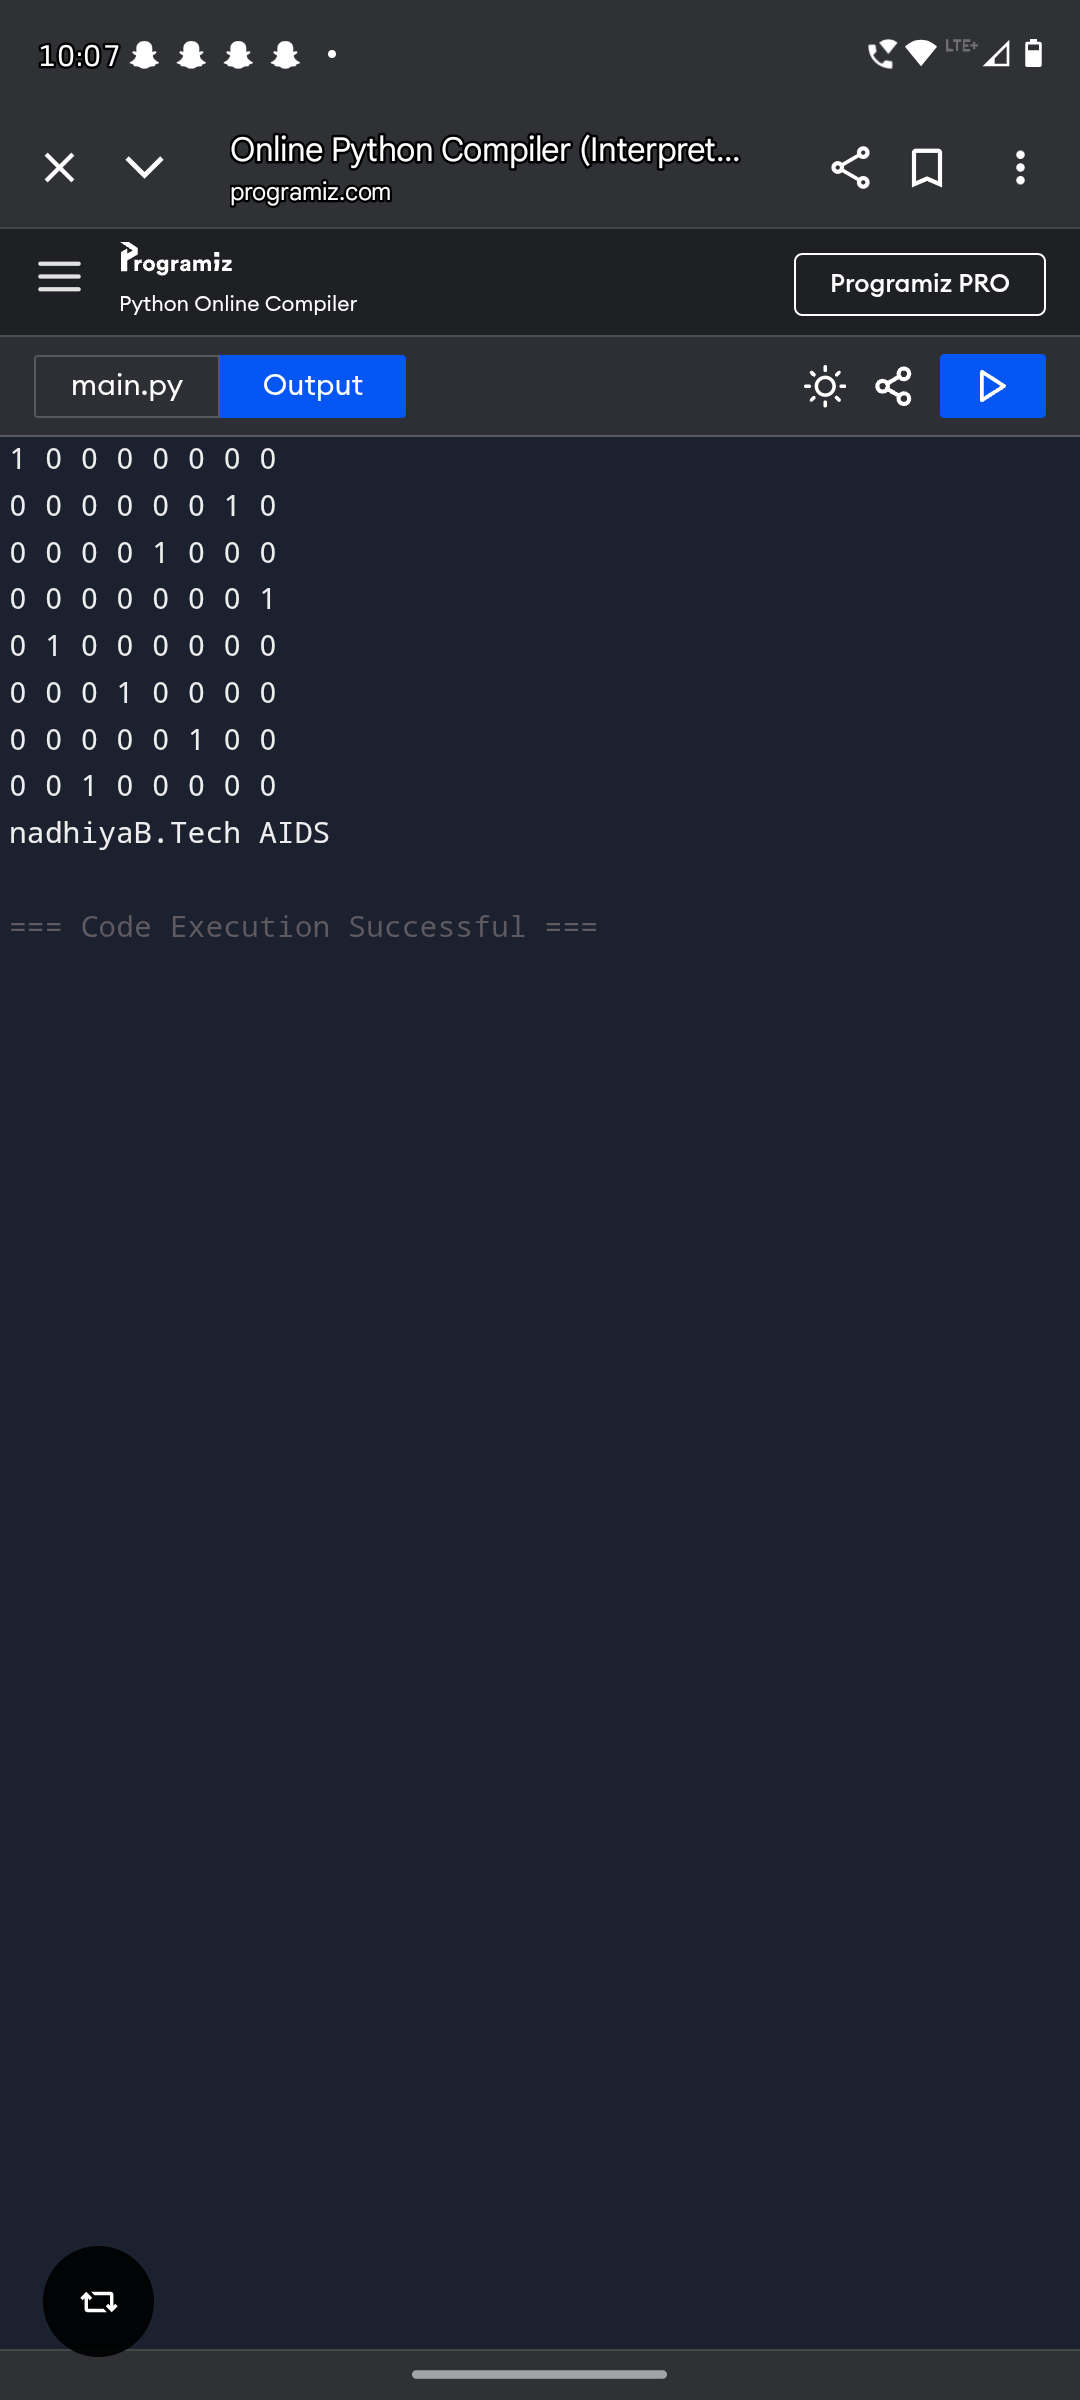 10:07
LTE+
Online Python Compiler (Interpret...
programiz.com
Programiz
Python Online Compiler
Programiz PRO
main.py
Output
1 0 0 0 0 0 0 0
0 0 0 0 0 0 1 0
0 0 0 0 1 0 0 0
0 0 0 0 0 0 0 1
0 1 0 0 0 0 0 0
0 0 0 1 0 0 0 0
0 0 0 0 0 1 0 0
0 0 1 0 0 0 0 0
nadhiyaB.Tech AIDS
=== Code Execution Successful ===